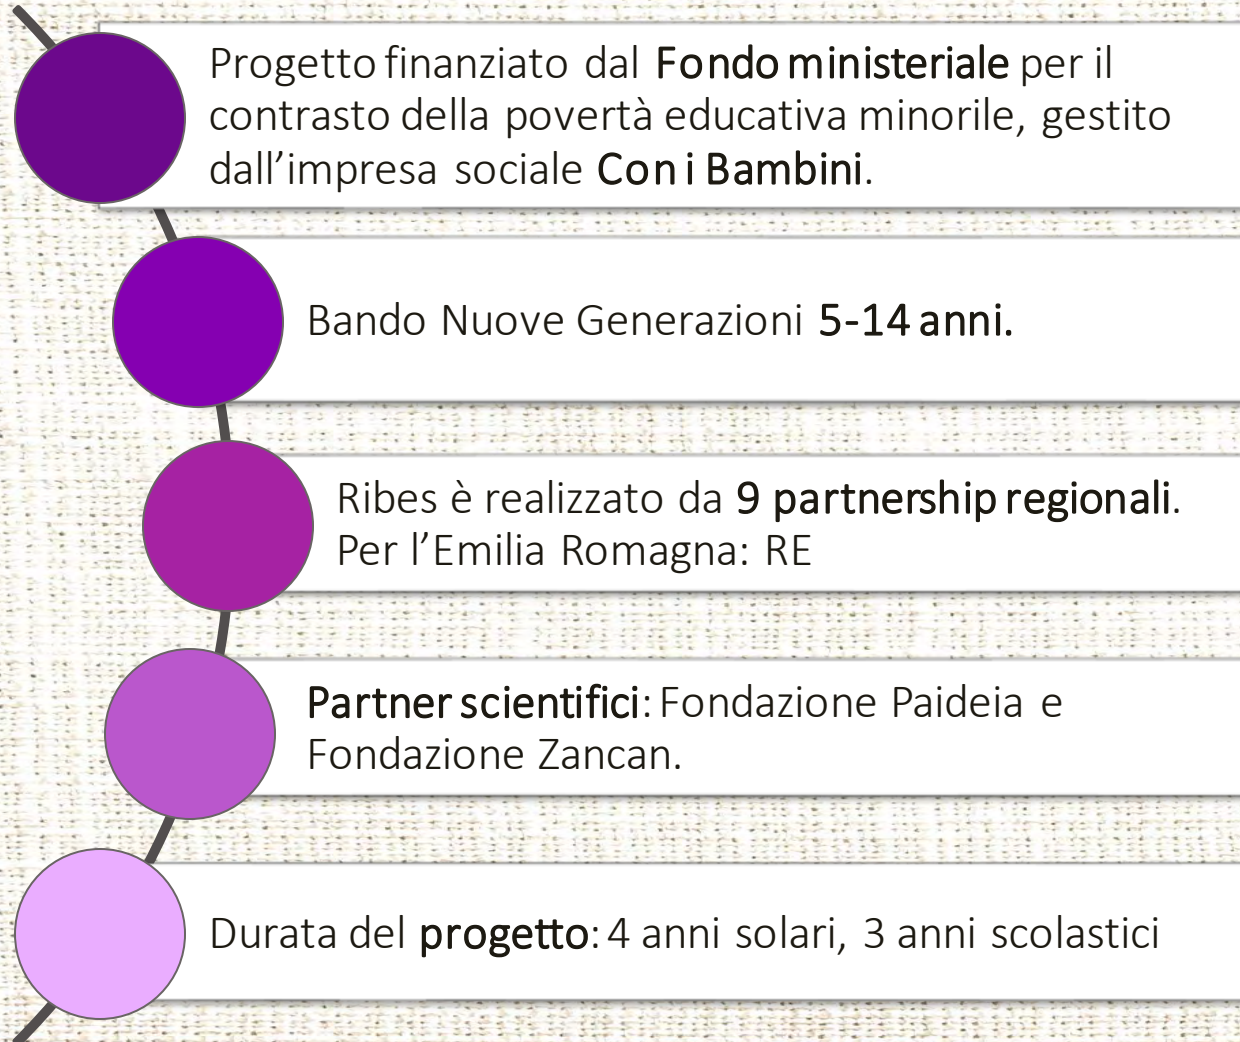 Progetto finanziato dal Fondo ministeriale per il
contrasto della povertà educativa minorile, gestito
dall’impresa sociale Con i Bambini.
Bando Nuove Generazioni 5-14 anni.
Ribes è realizzato da 9 partnership regionali.
Per l’Emilia Romagna: RE
Partner scientifici: Fondazione Paideia e
Fondazione Zancan.
Durata del progetto: 4 anni solari, 3 anni scolastici